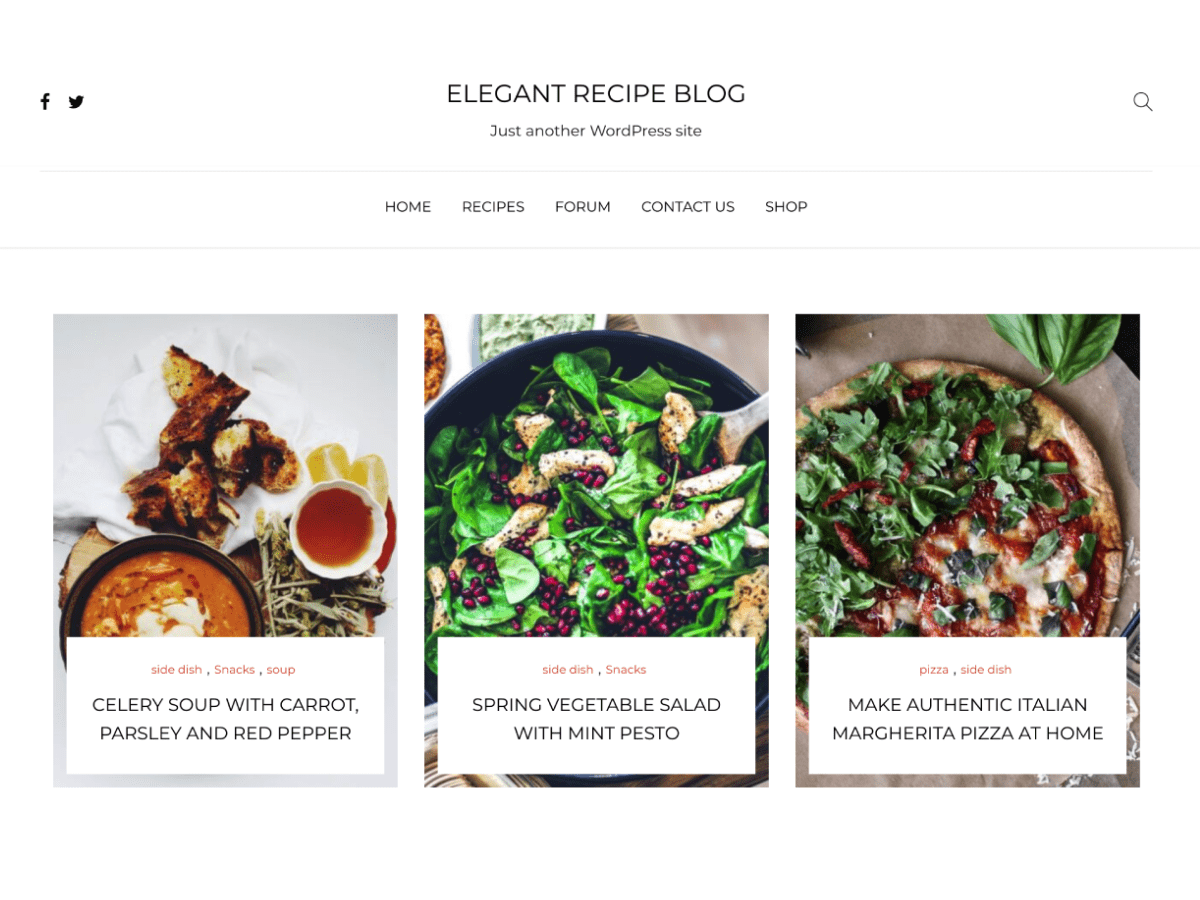 ELEGANT RECIPE BLOG
Just another WordPress site
HOME RECIPES FORUM CONTACT US SHOP
side dish , Snacks , soup
CELERY SOUP WITH CARROT,
PARSLEY AND RED PEPPER
side dish , Snacks
SPRING VEGETABLE SALAD
WITH MINT PESTO
pizza , side dish
MAKE AUTHENTIC ITALIAN
MARGHERITA PIZZA AT HOME